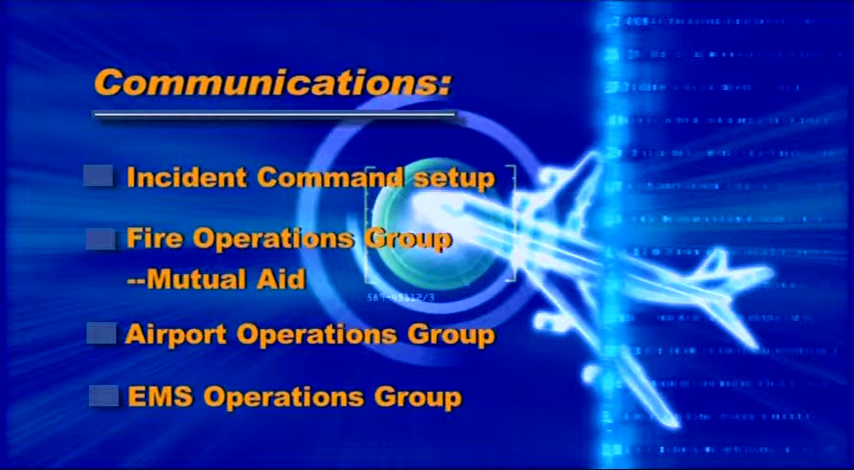 Communications:
Incident Command setup
Fire Operations Group
--Mutual Aid
Airport Operations Group
EMS Operations Group